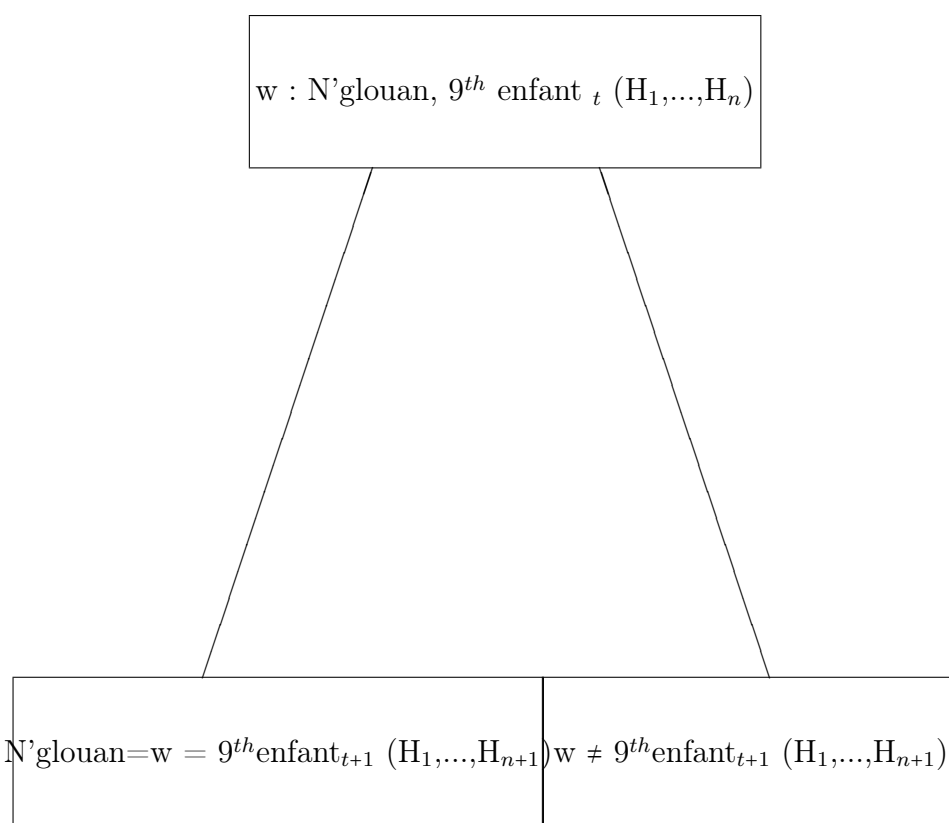 w : N'glouan, 9th enfant t (H1,...,Hn)
N'glouan=w = 9thenfantt+1 (H1,...,Hn+1)
w ≠ 9thenfantt+1 (H1,...,Hn+1)